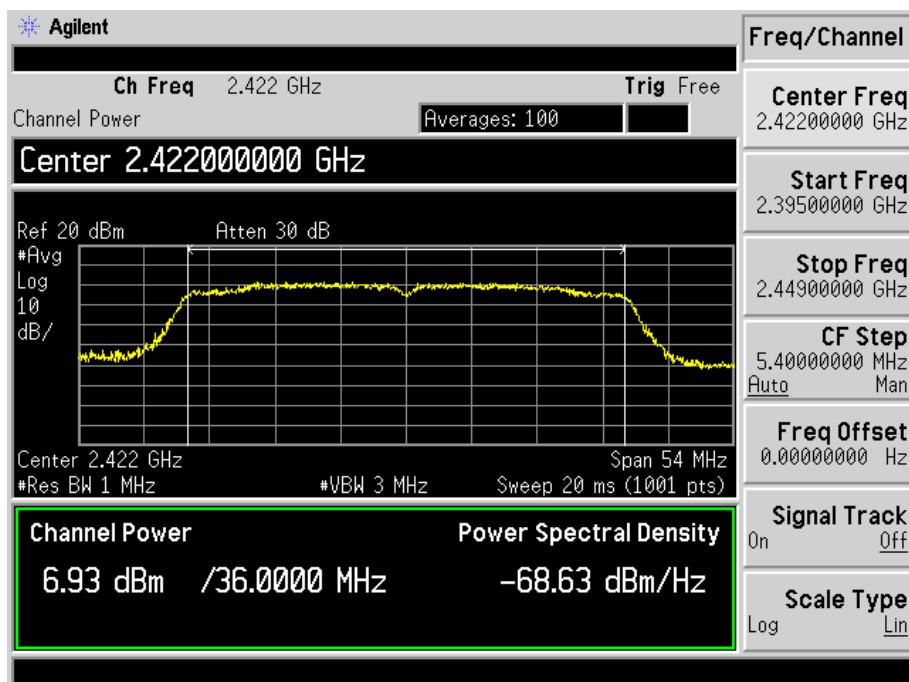 Agilent
Freq/Channel
Ch Freq 2.422 GHz Trig Free
Channel Power Averages: 100
Center 2.422000000 GHz
Ref 20 dBm Atten 30 dB
#Avg
Log
10
dB/
Center 2.422 GHz Span 54 MHz
#Res BW 1 MHz #VBW 3 MHz Sweep 20 ms (1001 pts)
Channel Power Power Spectral Density
6.93 dBm /36.0000 MHz -68.63 dBm/Hz
Center Freq
2.42200000 GHz
Start Freq
2.39500000 GHz
Stop Freq
2.44900000 GHz
CF Step
5.40000000 MHz
Auto Man
Freq Offset
0.00000000 Hz
Signal Track
On Off
Scale Type
Log Lin